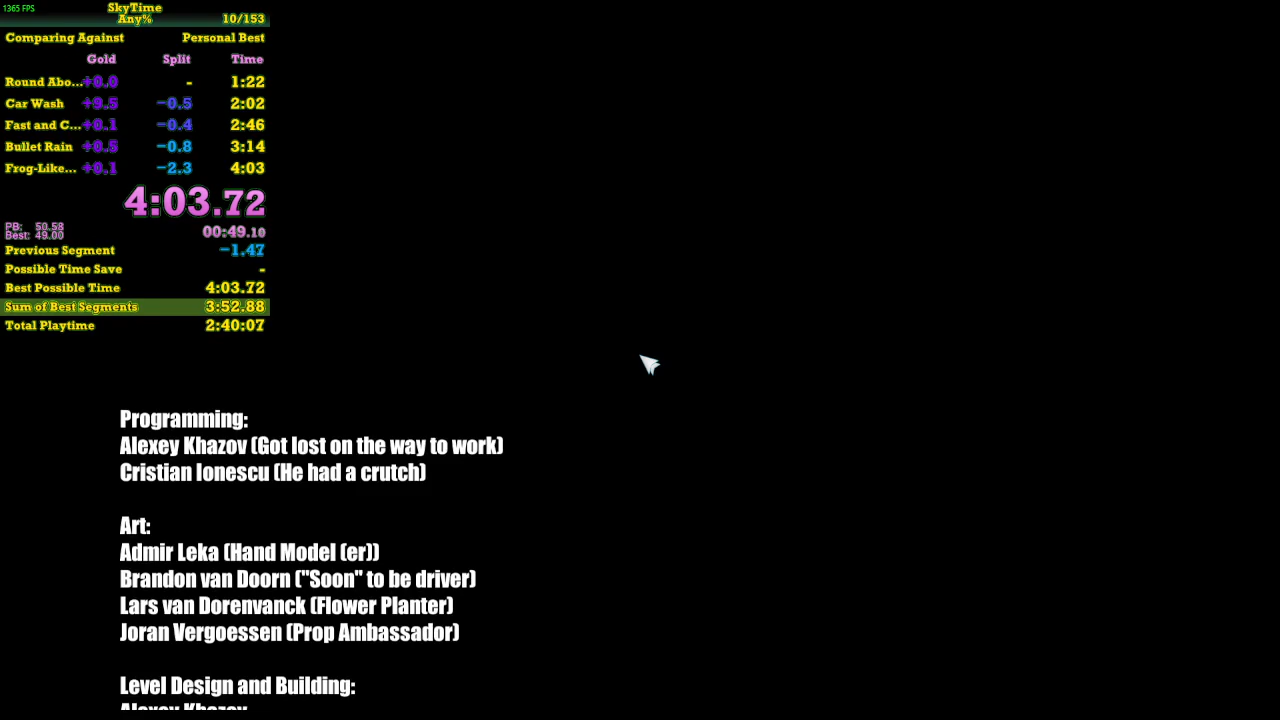 1365 FPS
SkyTime
Any% 10/153
Comparing Against Personal Best
Gold Split Time
Round Abo... +0.0 - 1:22
Car Wash +9.5 -0.5 2:02
Fast and C... +0.1 -0.4 2:46
Bullet Rain +0.5 -0.8 3:14
Frog-Like... +0.1 -2.3 4:03
4:03.72
PB: 50.58
Best: 49.00
00:49.10
Previous Segment -1.47
Possible Time Save -
Best Possible Time 4:03.72
Sum of Best Segments 3:52.88
Total Playtime 2:40:07
Programming:
Alexey Khazov (Got lost on the way to work)
Cristian Ionescu (He had a crutch)
Art:
Admir Leka (Hand Model (er))
Brandon van Doorn ("Soon" to be driver)
Lars van Dorenvanck (Flower Planter)
Joran Vergoessen (Prop Ambassador)
Level Design and Building:
Alexey Khazov